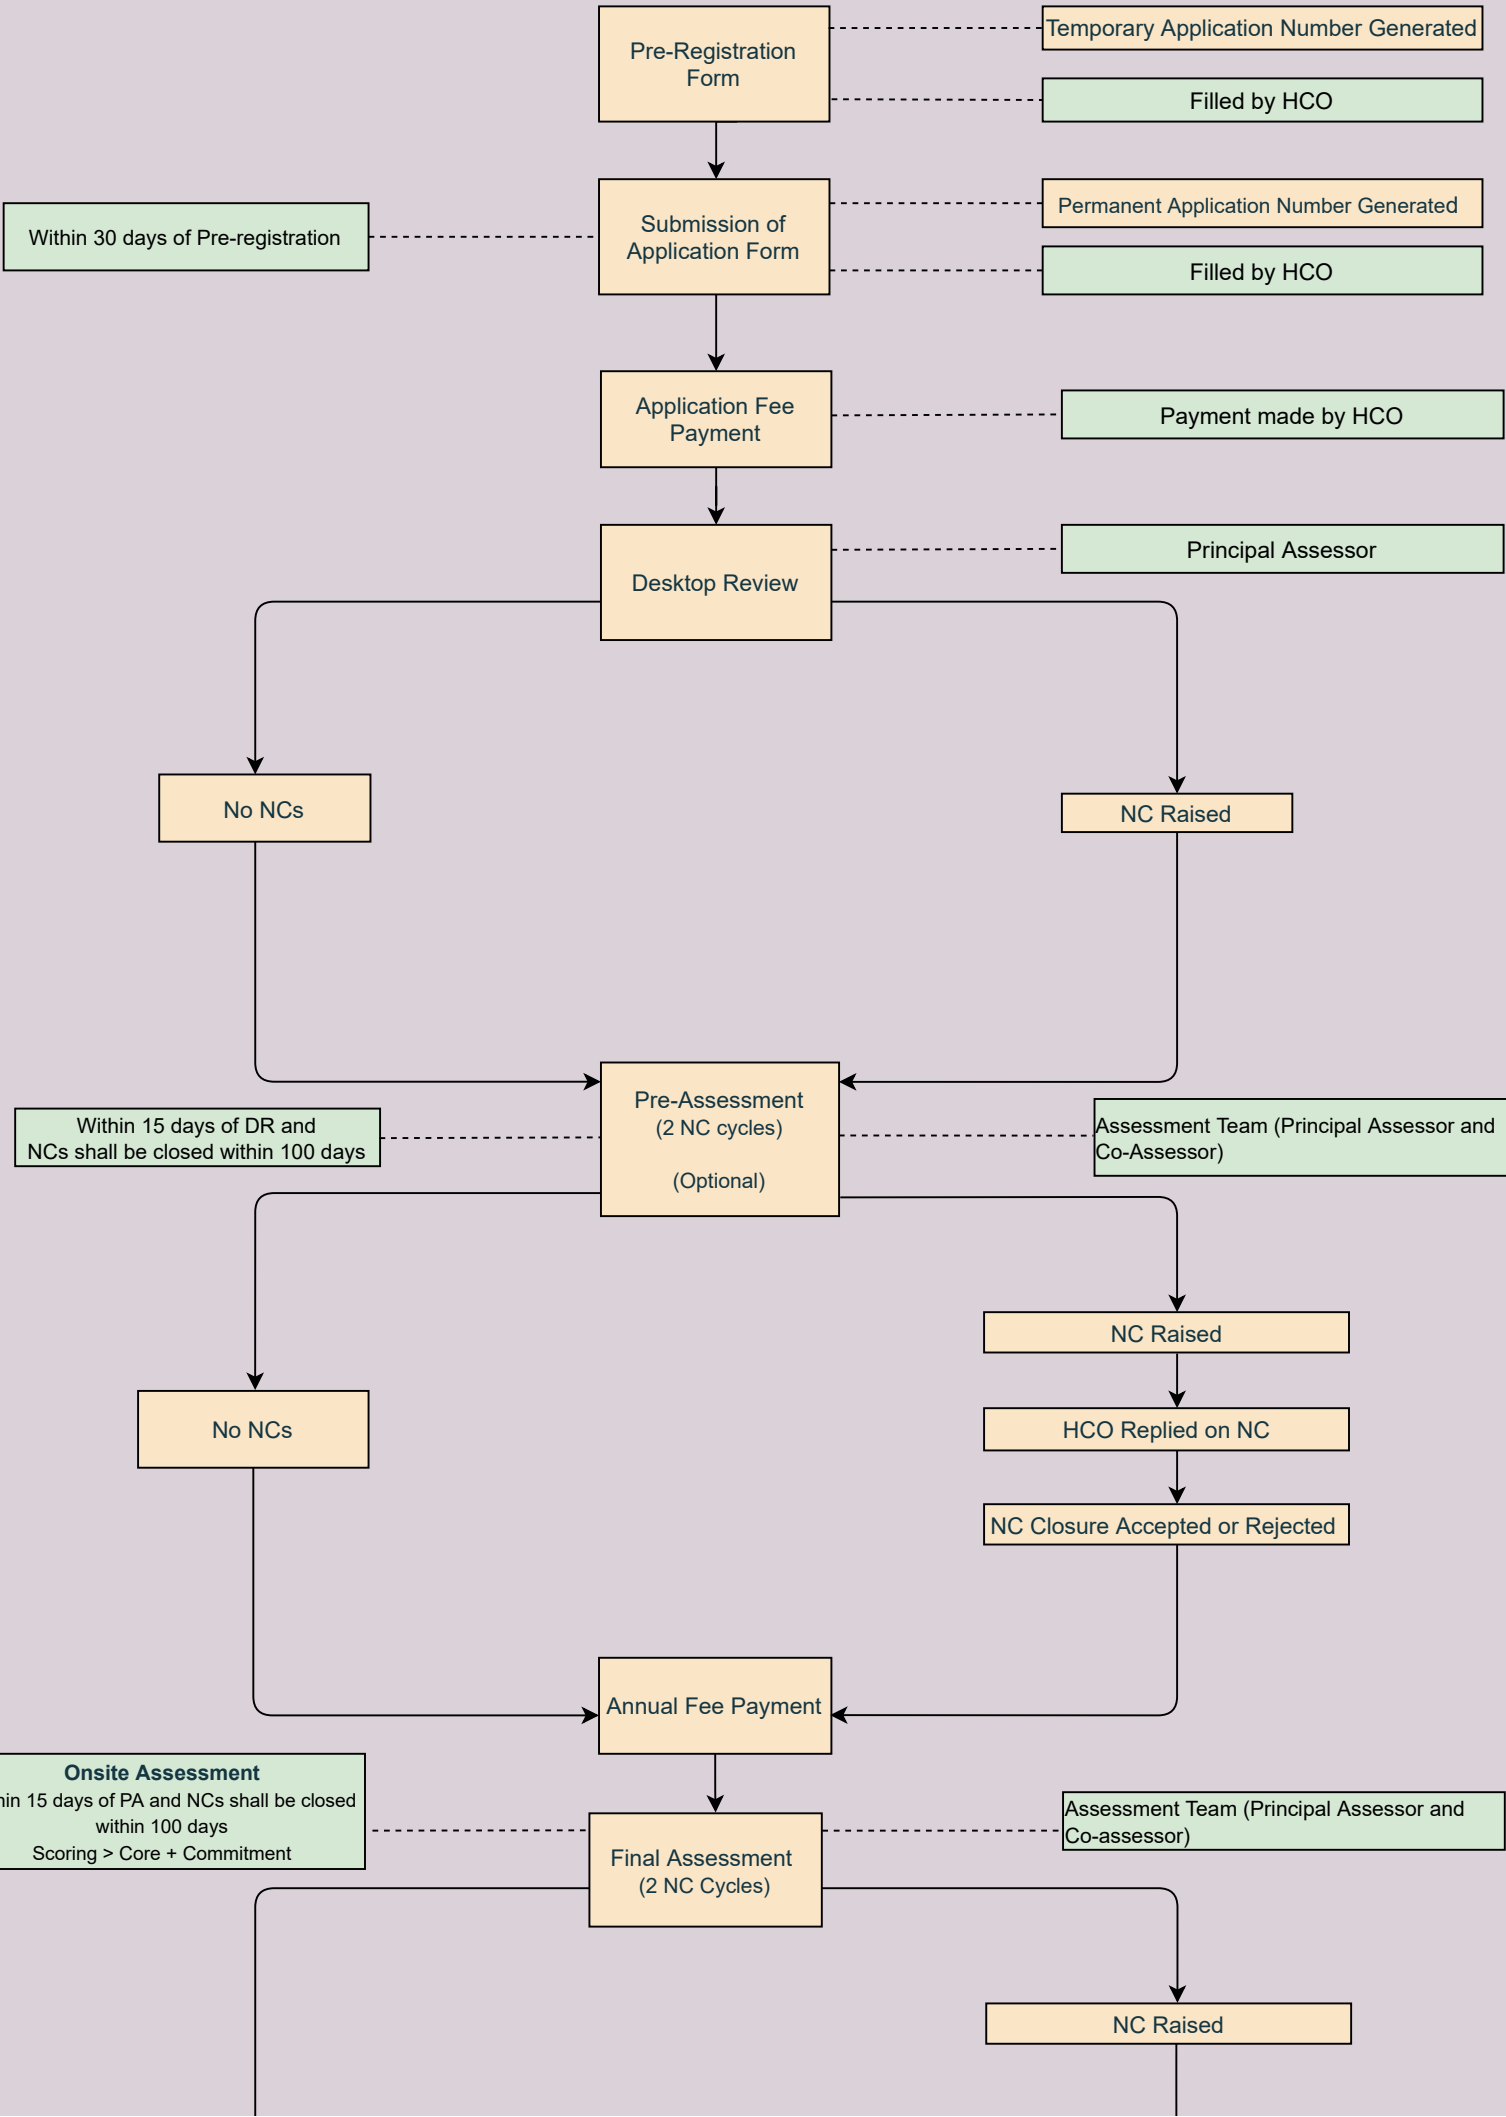 Pre-Registration
Form
Temporary Application Number Generated
Filled by HCO
Within 30 days of Pre-registration
Submission of
Application Form
Permanent Application Number Generated
Filled by HCO
Application Fee
Payment
Payment made by HCO
Desktop Review
Principal Assessor
No NCs
NC Raised
Pre-Assessment
(2 NC cycles)
(Optional)
Within 15 days of DR and
NCs shall be closed within 100 days
Assessment Team (Principal Assessor and
Co-Assessor)
NC Raised
No NCs
HCO Replied on NC
NC Closure Accepted or Rejected
Annual Fee Payment
Onsite Assessment
15 days of PA and NCs shall be closed
within 100 days
Scoring > Core + Commitment
Assessment Team (Principal Assessor and
Co-assessor)
Final Assessment
(2 NC Cycles)
NC Raised